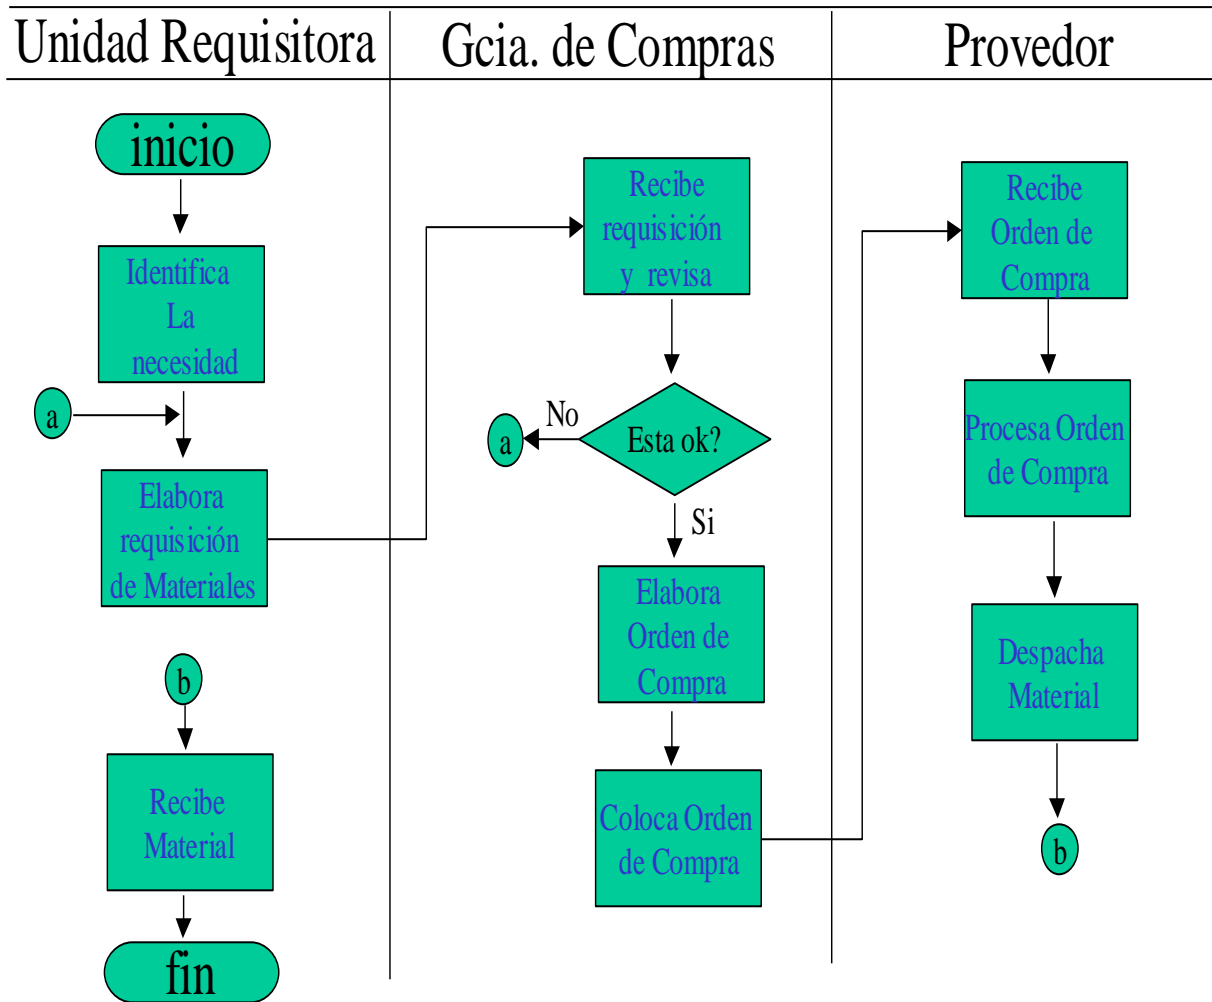 Unidad Requisitora
Gcia. de Compras
Provedor
inicio
Identifica
La
necesidad
a
Elabora
requisición
de Materiales
b
Recibe
Material
fin
Recibe
requisición
y revisa
Esta ok?
No
a
Si
Elabora
Orden de
Compra
Coloca Orden
de Compra
Recibe
Orden de
Compra
Procesa Orden
de Compra
Despacha
Material
b